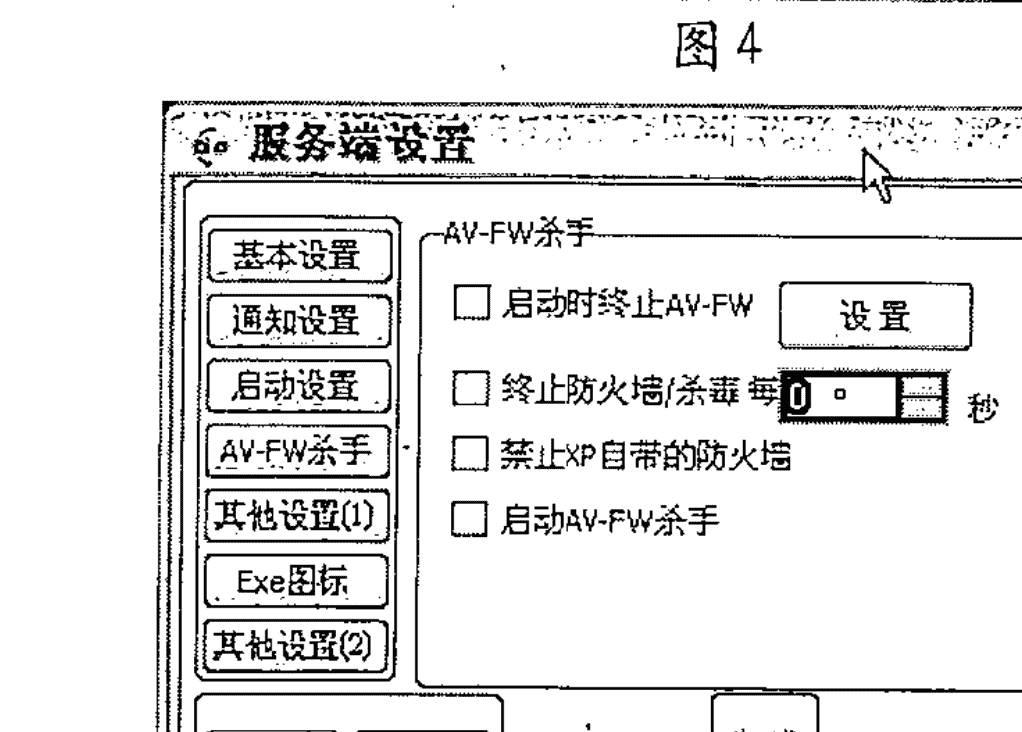 图 4
服务端设置
基本设置
通知设置
启动设置
AV-FW杀手
其他设置(1)
Exe图标
其他设置(2)
AV-FW杀手
启动时终止AV-FW
设置
终止防火墙/杀毒 每 0 秒
禁止XP自带的防火墙
启动AV-FW杀手